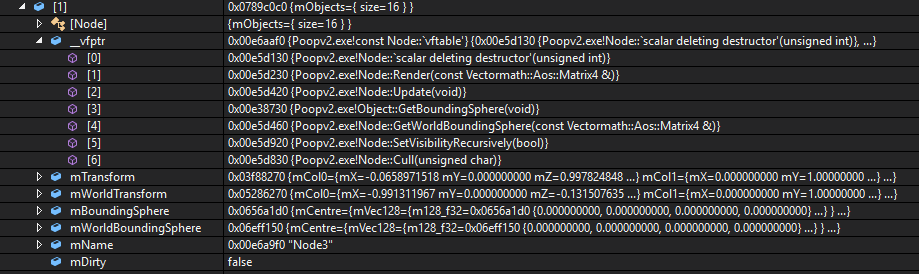 [1] 0x0789c0c0 {mObjects={ size=16 } }
[Node] {mObjects={ size=16 } }
__vfptr 0x00e6aaf0 {Poopv2.exe!const Node::`vftable'} {0x00e5d130 {Poopv2.exe!Node::`scalar deleting destructor'(unsigned int)}, ...}
[0] 0x00e5d130 {Poopv2.exe!Node::`scalar deleting destructor'(unsigned int)}
[1] 0x00e5d230 {Poopv2.exe!Node::Render(const Vectormath::Aos::Matrix4 &)}
[2] 0x00e5d420 {Poopv2.exe!Node::Update(void)}
[3] 0x00e38730 {Poopv2.exe!Object::GetBoundingSphere(void)}
[4] 0x00e5d460 {Poopv2.exe!Node::GetWorldBoundingSphere(const Vectormath::Aos::Matrix4 &)}
[5] 0x00e5d920 {Poopv2.exe!Node::SetVisibilityRecursively(bool)}
[6] 0x00e5d830 {Poopv2.exe!Node::Cull(unsigned char)}
mTransform 0x03f88270 {mCol0={mX=-0.0658971518 mY=0.000000000 mZ=0.997824848 ...} mCol1={mX=0.000000000 mY=1.00000000 ...} ...}
mWorldTransform 0x05286270 {mCol0={mX=-0.991311967 mY=0.000000000 mZ=-0.131507635 ...} mCol1={mX=0.000000000 mY=1.0000000 ...} ...}
mBoundingSphere 0x0656a1d0 {mCentre={mVec128={m128_f32=0x0656a1d0 {0.000000000, 0.000000000, 0.000000000, 0.000000000} ...} } ...}
mWorldBoundingSphere 0x06eff150 {mCentre={mVec128={m128_f32=0x06eff150 {0.000000000, 0.000000000, 0.000000000, 0.000000000} ...} } ...}
mName 0x00e6a9f0 "Node3"
mDirty false